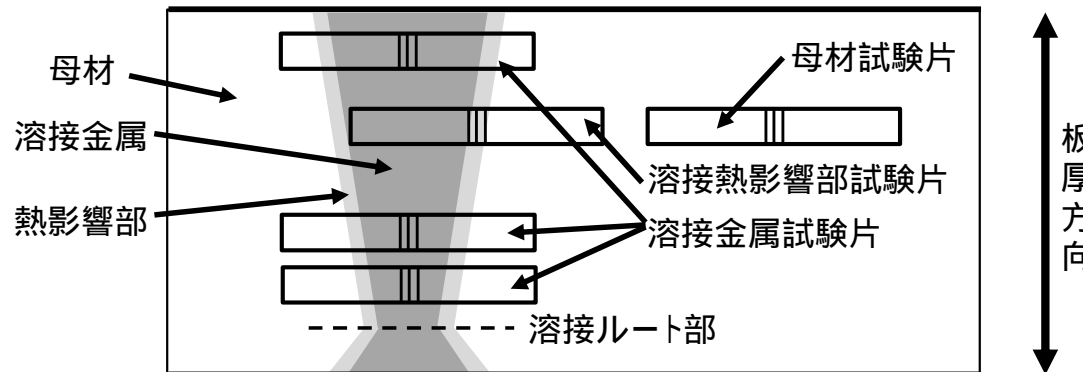 母材
溶接金属
熱影響部
母材試験片
溶接熱影響部試験片
溶接金属試験片
溶接ルート部
板
厚
方
向